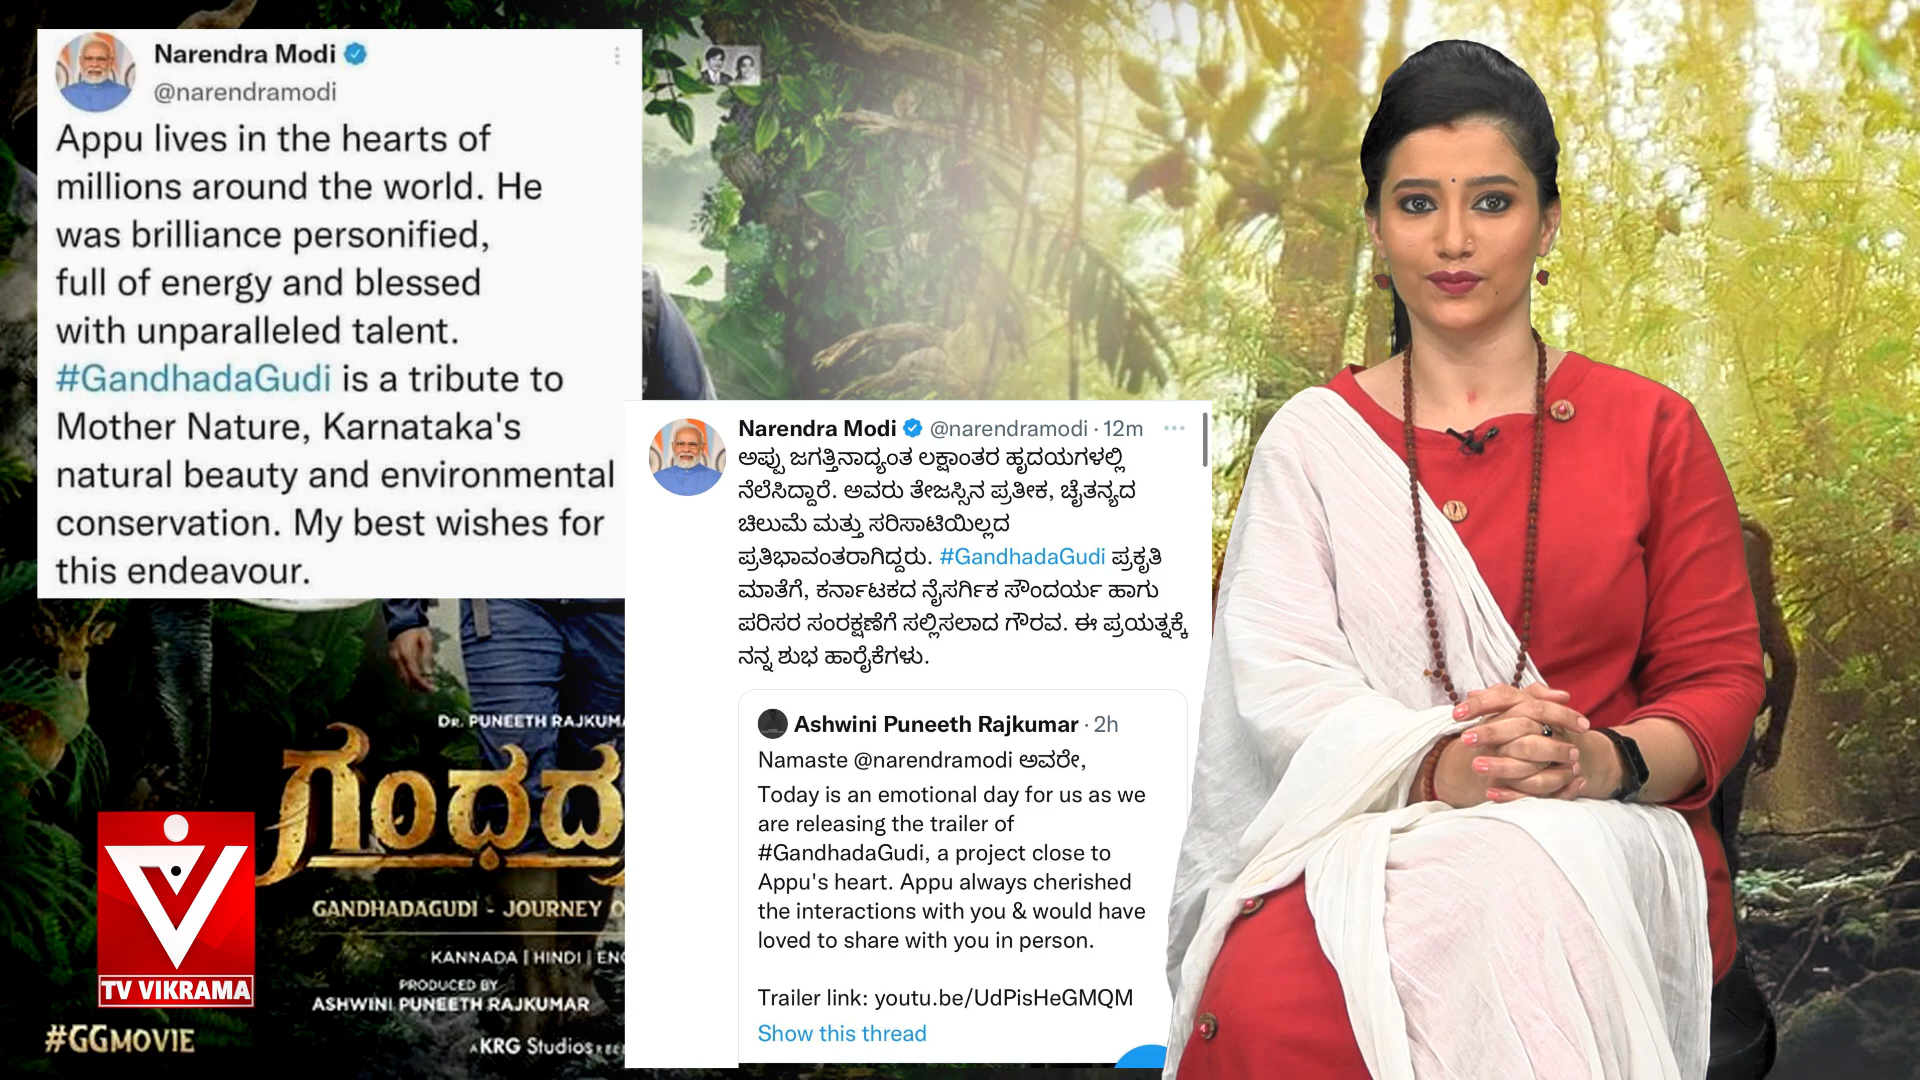 Narendra Modi
@narendramodi
Appu lives in the hearts of
millions around the world. He
was brilliance personified,
full of energy and blessed
with unparalleled talent.
#GandhadaGudi is a tribute to
Mother Nature, Karnataka's
natural beauty and environmental
conservation. My best wishes for
this endeavour.
Narendra Modi @narendramodi · 12m
ಅಪ್ಪು ಜಗತ್ತಿನಾದ್ಯಂತ ಲಕ್ಷಾಂತರ ಹೃದಯಗಳಲ್ಲಿ
ನೆಲೆಸಿದ್ದಾರೆ. ಅವರು ತೇಜಸ್ಸಿನ ಪ್ರತೀಕ, ಚೈತನ್ಯದ
ಚಿಲುಮೆ ಮತ್ತು ಸರಿಸಾಟಿಯಿಲ್ಲದ
ಪ್ರತಿಭಾವಂತರಾಗಿದ್ದರು. #GandhadaGudi ಪ್ರಕೃತಿ
ಮಾತೆಗೆ, ಕರ್ನಾಟಕದ ನೈಸರ್ಗಿಕ ಸೌಂದರ್ಯ ಹಾಗು
ಪರಿಸರ ಸಂರಕ್ಷಣೆಗೆ ಸಲ್ಲಿಸಲಾದ ಗೌರವ. ಈ ಪ್ರಯತ್ನಕ್ಕೆ
ನನ್ನ ಶುಭ ಹಾರೈಕೆಗಳು.
Ashwini Puneeth Rajkumar · 2h
Namaste @narendramodi ಅವರೇ,
Today is an emotional day for us as we
are releasing the trailer of
#GandhadaGudi, a project close to
Appu's heart. Appu always cherished
the interactions with you & would have
loved to share with you in person.
Trailer link: youtu.be/UdPisHeGMQM
Show this thread
DR. PUNEETH RAJKUMA
ಗಂಧದ
GANDHADAGUDI - JOURNEY O
KANNADA | HINDI | ENG
PRODUCED BY
ASHWINI PUNEETH RAJKUMAR
A KRG Studios
#GGMOVIE
TV VIKRAMA